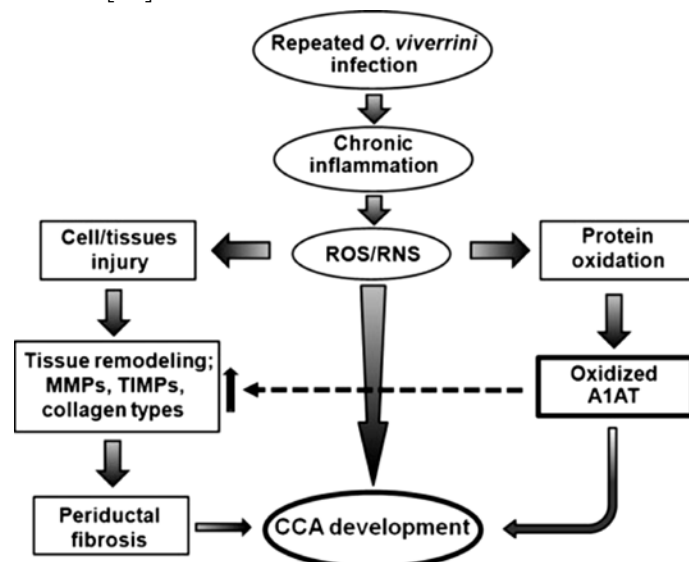 Repeated O. viverrini
infection
Chronic
inflammation
Cell/tissues
injury
ROS/RNS
Protein
oxidation
Tissue remodeling;
MMPs, TIMPs,
collagen types
Oxidized
A1AT
Periductal
fibrosis
CCA development